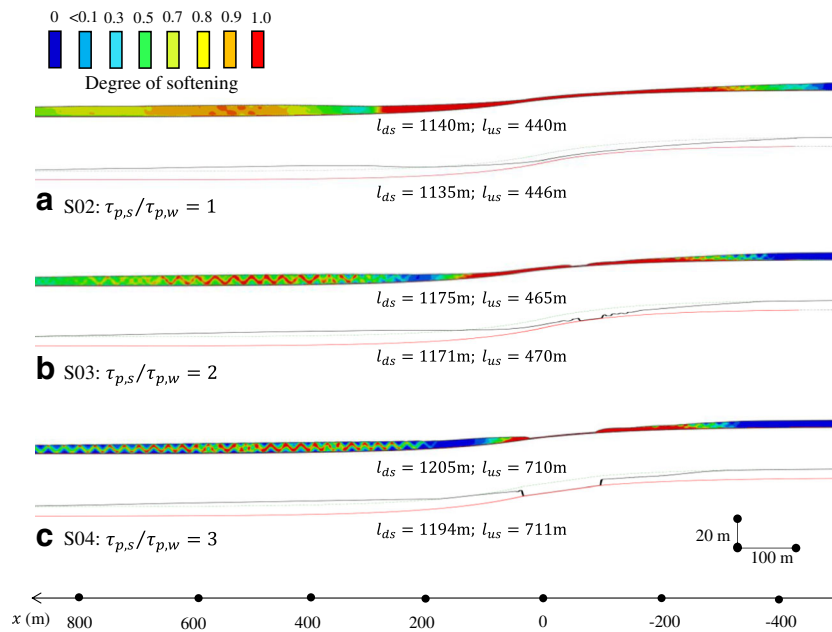 0 <0.1 0.3 0.5 0.7 0.8 0.9 1.0
Degree of softening
l_ds = 1140m; l_us = 440m
l_ds = 1135m; l_us = 446m
a S02: τ_p,s/τ_p,w = 1
l_ds = 1175m; l_us = 465m
l_ds = 1171m; l_us = 470m
b S03: τ_p,s/τ_p,w = 2
l_ds = 1205m; l_us = 710m
l_ds = 1194m; l_us = 711m
c S04: τ_p,s/τ_p,w = 3
20 m
100 m
x (m) 800 600 400 200 0 -200 -400